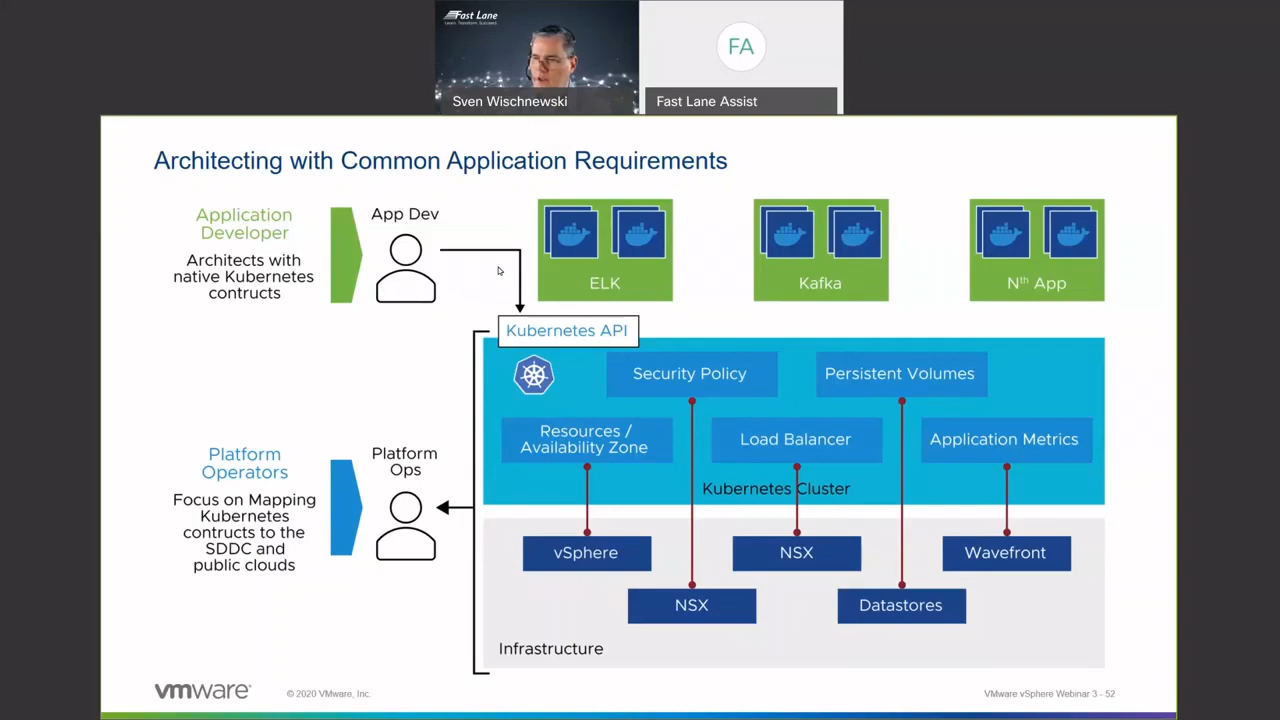 Fast Lane
Learn. Transform. Succeed.
FA
Sven Wischnewski
Fast Lane Assist
Architecting with Common Application Requirements
Application
Developer
Architects with
native Kubernetes
contructs
App Dev
ELK
Kafka
Nth App
Kubernetes API
Security Policy
Persistent Volumes
Resources /
Availability Zone
Load Balancer
Application Metrics
Kubernetes Cluster
Platform
Operators
Focus on Mapping
Kubernetes
contructs to the
SDDC and
public clouds
Platform
Ops
vSphere
NSX
Wavefront
NSX
Datastores
Infrastructure
vmware
© 2020 VMware, Inc.
VMware vSphere Webinar 3 - 52